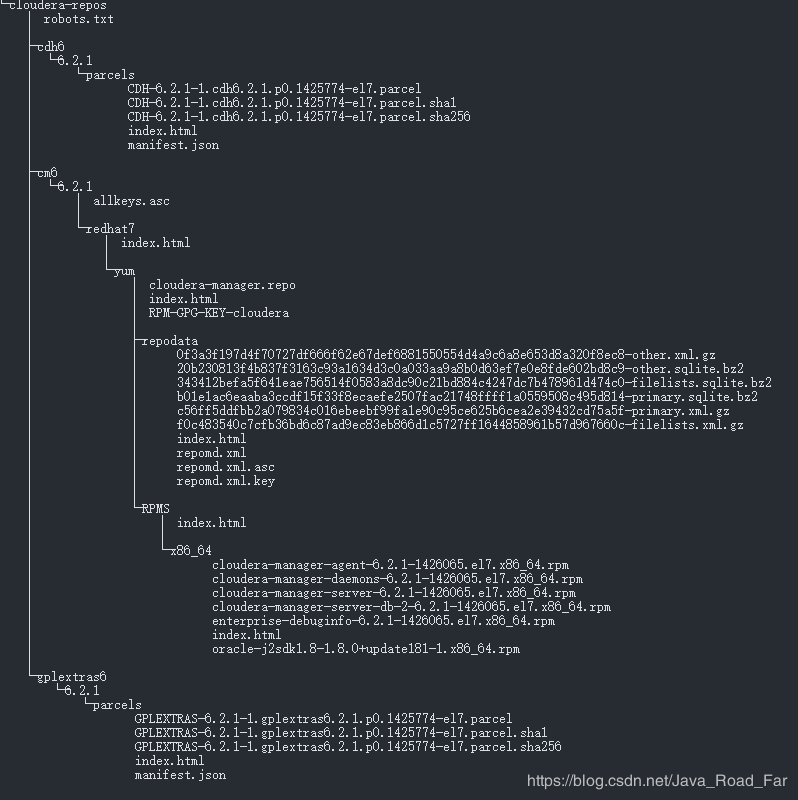 cloudera-repos
robots.txt
cdh6
6.2.1
parcels
CDH-6.2.1-1.cdh6.2.1.p0.1425774-el7.parcel
CDH-6.2.1-1.cdh6.2.1.p0.1425774-el7.parcel.sha1
CDH-6.2.1-1.cdh6.2.1.p0.1425774-el7.parcel.sha256
index.html
manifest.json
cm6
6.2.1
allkeys.asc
redhat7
index.html
yum
cloudera-manager.repo
index.html
RPM-GPG-KEY-cloudera
repodata
0f3a3f197d4f70727df666f62e67def6881550554d4a9c6a8e653d8a320f8ec8-other.xml.gz
20b230813f4b837f3163c93a1634d3c0a033aa9a8b0d63ef7e0e8fde602bd8c9-other.sqlite.bz2
343412befa5f641eae756514f0583a8dc90c21bd884c4247dc7b478961d474c0-filelists.sqlite.bz2
b01e1ac6eaaba3ccdf15f33f8ecaefe2507fac21748ffff1a0559508c495d814-primary.sqlite.bz2
c56ff5ddfbb2a079834c016ebeebf99fa1e90c95ce625b6cea2e39432cd75a5f-primary.xml.gz
f0c483540c7cfb36bd6c87ad9ec83eb866d1c5727ff1644858961b57d967660c-filelists.xml.gz
index.html
repomd.xml
repomd.xml.asc
repomd.xml.key
RPMS
index.html
x86_64
cloudera-manager-agent-6.2.1-1426065.el7.x86_64.rpm
cloudera-manager-daemons-6.2.1-1426065.el7.x86_64.rpm
cloudera-manager-server-6.2.1-1426065.el7.x86_64.rpm
cloudera-manager-server-db-2-6.2.1-1426065.el7.x86_64.rpm
enterprise-debuginfo-6.2.1-1426065.el7.x86_64.rpm
index.html
oracle-j2sdk1.8-1.8.0+update181-1.x86_64.rpm
gplextras6
6.2.1
parcels
GPLEXTRAS-6.2.1-1.gplextras6.2.1.p0.1425774-el7.parcel
GPLEXTRAS-6.2.1-1.gplextras6.2.1.p0.1425774-el7.parcel.sha1
GPLEXTRAS-6.2.1-1.gplextras6.2.1.p0.1425774-el7.parcel.sha256
index.html
manifest.json
https://blog.csdn.net/Java_Road_Far